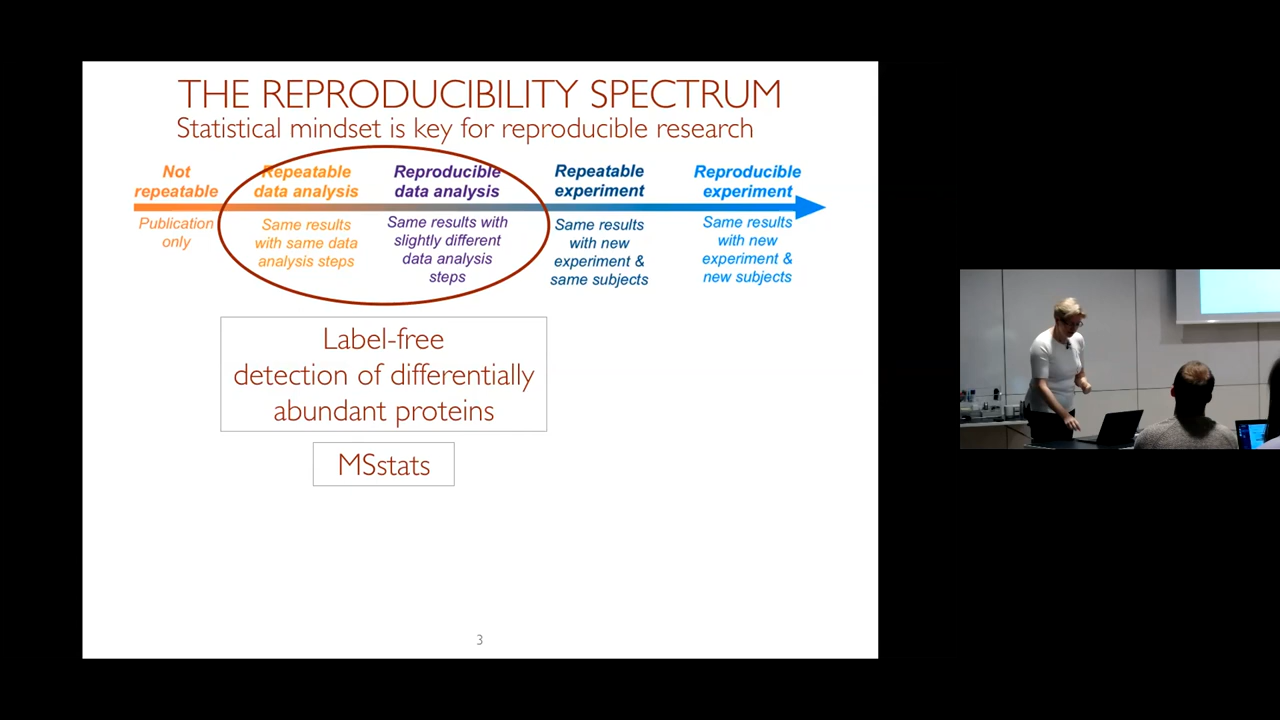 THE REPRODUCIBILITY SPECTRUM
Statistical mindset is key for reproducible research
Not
repeatable
Publication
only
Repeatable
data analysis
Same results
with same data
analysis steps
Reproducible
data analysis
Same results with
slightly different
data analysis
steps
Repeatable
experiment
Same results
with new
experiment &
same subjects
Reproducible
experiment
Same results
with new
experiment &
new subjects
Label-free
detection of differentially
abundant proteins
MSstats
3